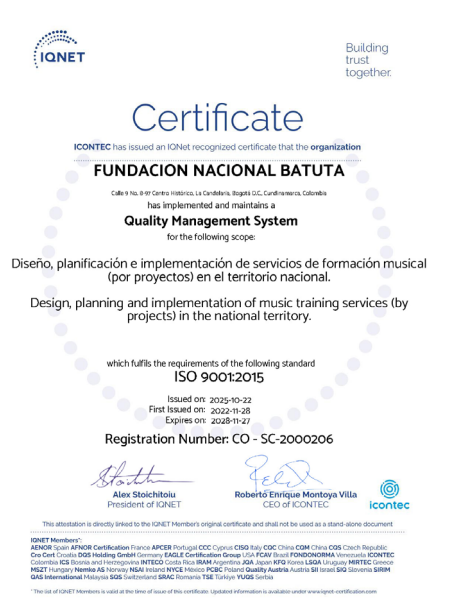 IQNET
Building
trust
together.
Certificate
ICONTEC has issued an IQNet recognized certificate that the organization
FUNDACION NACIONAL BATUTA
Calle 9 No. 8-97 Centro Histórico, La Candelaria, Bogotá D.C., Cundinamarca, Colombia
has implemented and maintains a
Quality Management System
for the following scope:
Diseño, planificación e implementación de servicios de formación musical
(por proyectos) en el territorio nacional.
Design, planning and implementation of music training services (by
projects) in the national territory.
which fulfils the requirements of the following standard
ISO 9001:2015
Issued on: 2025-10-22
First Issued on: 2022-11-28
Expires on: 2028-11-27
Registration Number: CO - SC-2000206
Alex Stoichitoiu
President of IQNET
Roberto Enrique Montoya Villa
CEO of ICONTEC
icontec
This attestation is directly linked to the IQNET Member's original certificate and shall not be used as a stand-alone document
IQNET Members*:
AENOR Spain AFNOR Certification France APCER Portugal CCC Cyprus CISQ Italy CQC China CQM China CQS Czech Republic
Cro Cert Croatia DQS Holding GmbH Germany EAGLE Certification Group USA FCAV Brazil FONDONORMA Venezuela ICONTEC
Colombia ICS Bosnia and Herzegovina INTECO Costa Rica IRAM Argentina JQA Japan KFQ Korea LSQA Uruguay MIRTEC Greece
MSZT Hungary Nemko AS Norway NSAI Ireland NYCE México PCBC Poland Quality Austria Austria SII Israel SIQ Slovenia SIRIM
QAS International Malaysia SQS Switzerland SRAC Romania TSE Türkiye YUQS Serbia
* The list of IQNET Members is valid at the time of issue of this certificate. Updated information is available under www.iqnet-certification.com